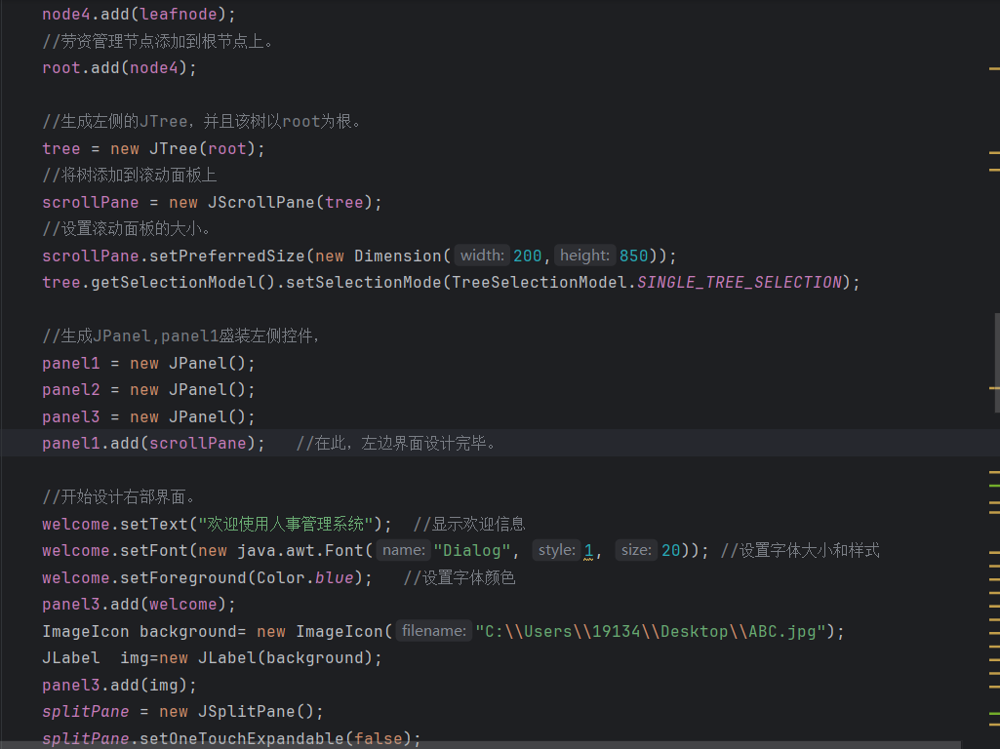 node4.add(leafnode);
//劳资管理节点添加到根节点上。
root.add(node4);
//生成左侧的JTree，并且该树以root为根。
tree = new JTree(root);
//将树添加到滚动面板上
scrollPane = new JScrollPane(tree);
//设置滚动面板的大小。
scrollPane.setPreferredSize(new Dimension( width: 200, height: 850));
tree.getSelectionModel().setSelectionMode(TreeSelectionModel.SINGLE_TREE_SELECTION);
//生成JPanel,panel1盛装左侧控件，
panel1 = new JPanel();
panel2 = new JPanel();
panel3 = new JPanel();
panel1.add(scrollPane);   //在此，左边界面设计完毕。
//开始设计右部界面。
welcome.setText("欢迎使用人事管理系统");  //显示欢迎信息
welcome.setFont(new java.awt.Font( name: "Dialog",  style: 1,  size: 20)); //设置字体大小和样式
welcome.setForeground(Color.blue);   //设置字体颜色
panel3.add(welcome);
ImageIcon background= new ImageIcon( filename: "C:\\Users\\19134\\Desktop\\ABC.jpg");
JLabel  img=new JLabel(background);
panel3.add(img);
splitPane = new JSplitPane();
splitPane.setOneTouchExpandable(false);